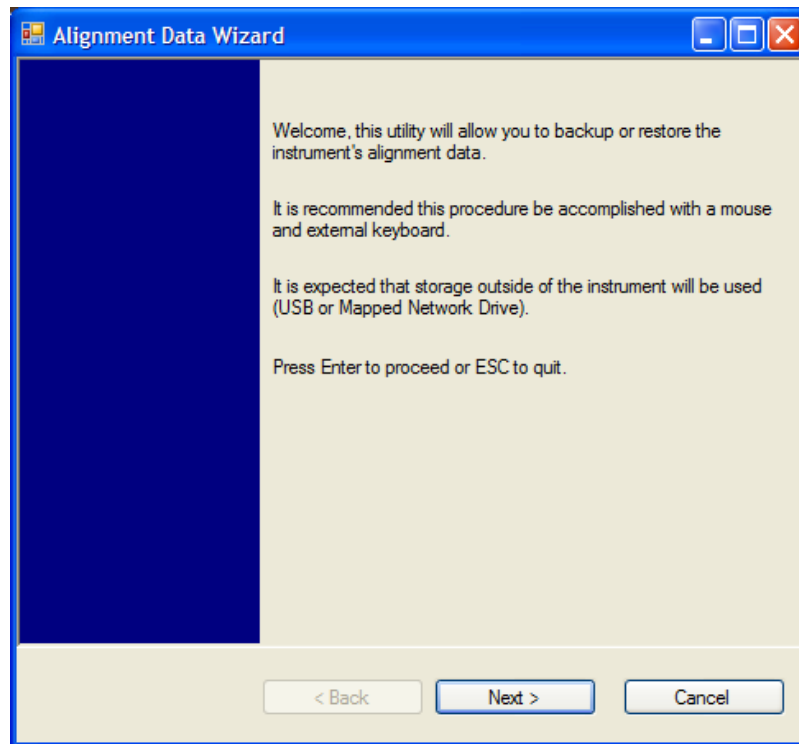 Alignment Data Wizard
Welcome, this utility will allow you to backup or restore the
instrument's alignment data.
It is recommended this procedure be accomplished with a mouse
and external keyboard.
It is expected that storage outside of the instrument will be used
(USB or Mapped Network Drive).
Press Enter to proceed or ESC to quit.
< Back
Next >
Cancel